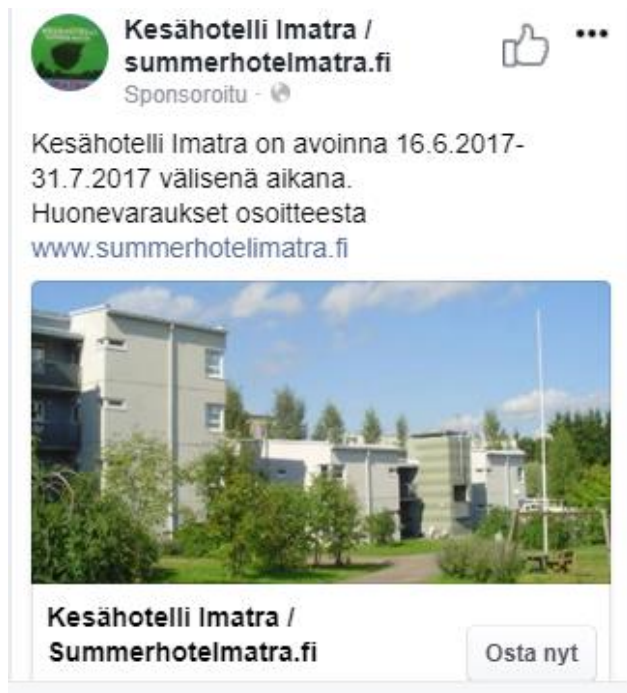 Kesähotelli Imatra /
summerhotelmatra.fi
Sponsoroitu ·
Kesähotelli Imatra on avoinna 16.6.2017-
31.7.2017 välisenä aikana.
Huonevaraukset osoitteesta
www.summerhotelimatra.fi
Kesähotelli Imatra /
Summerhotelmatra.fi
Osta nyt